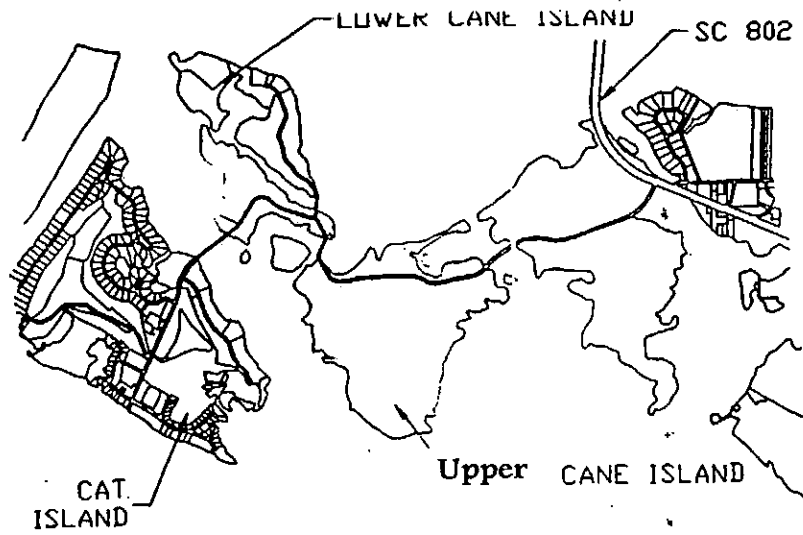 LOWER CANE ISLAND
SC 802
Upper CANE ISLAND
CAT.
ISLAND